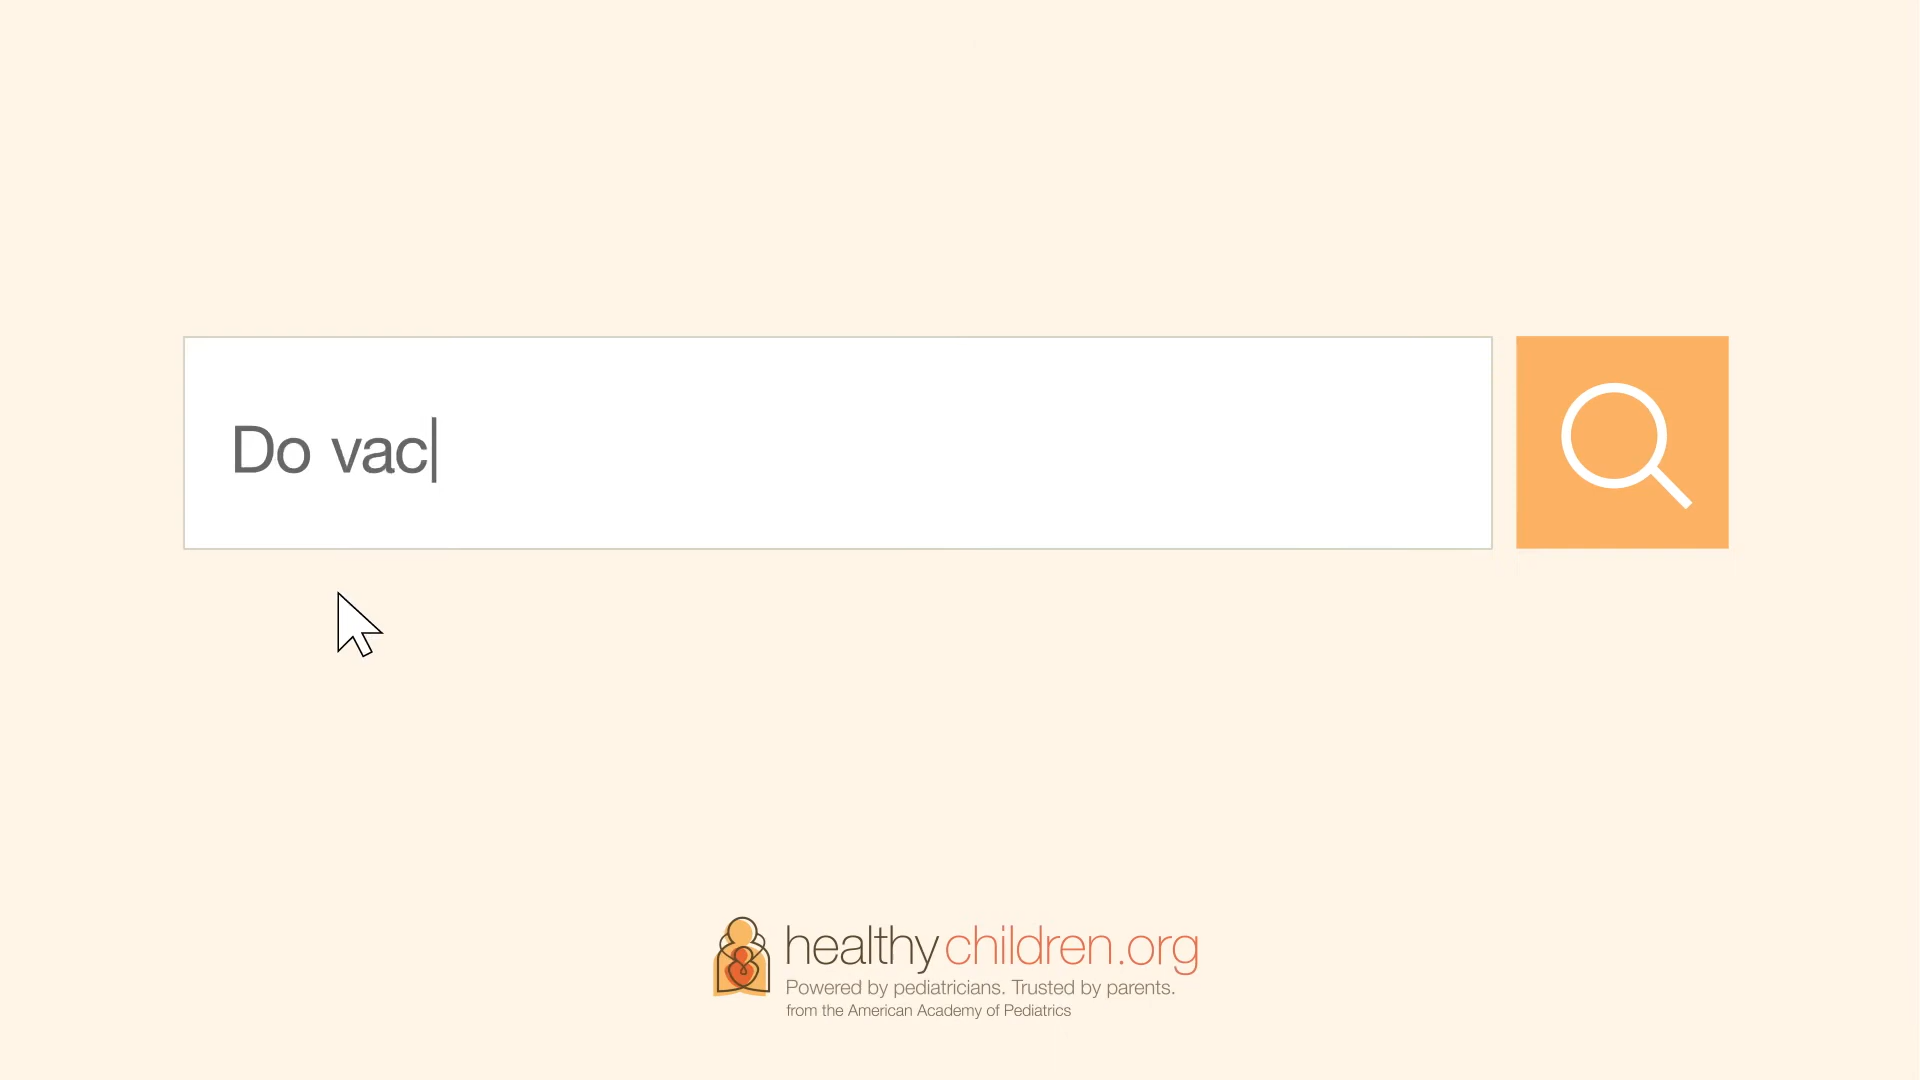 Do vac
healthychildren.org
Powered by pediatricians. Trusted by parents.
from the American Academy of Pediatrics